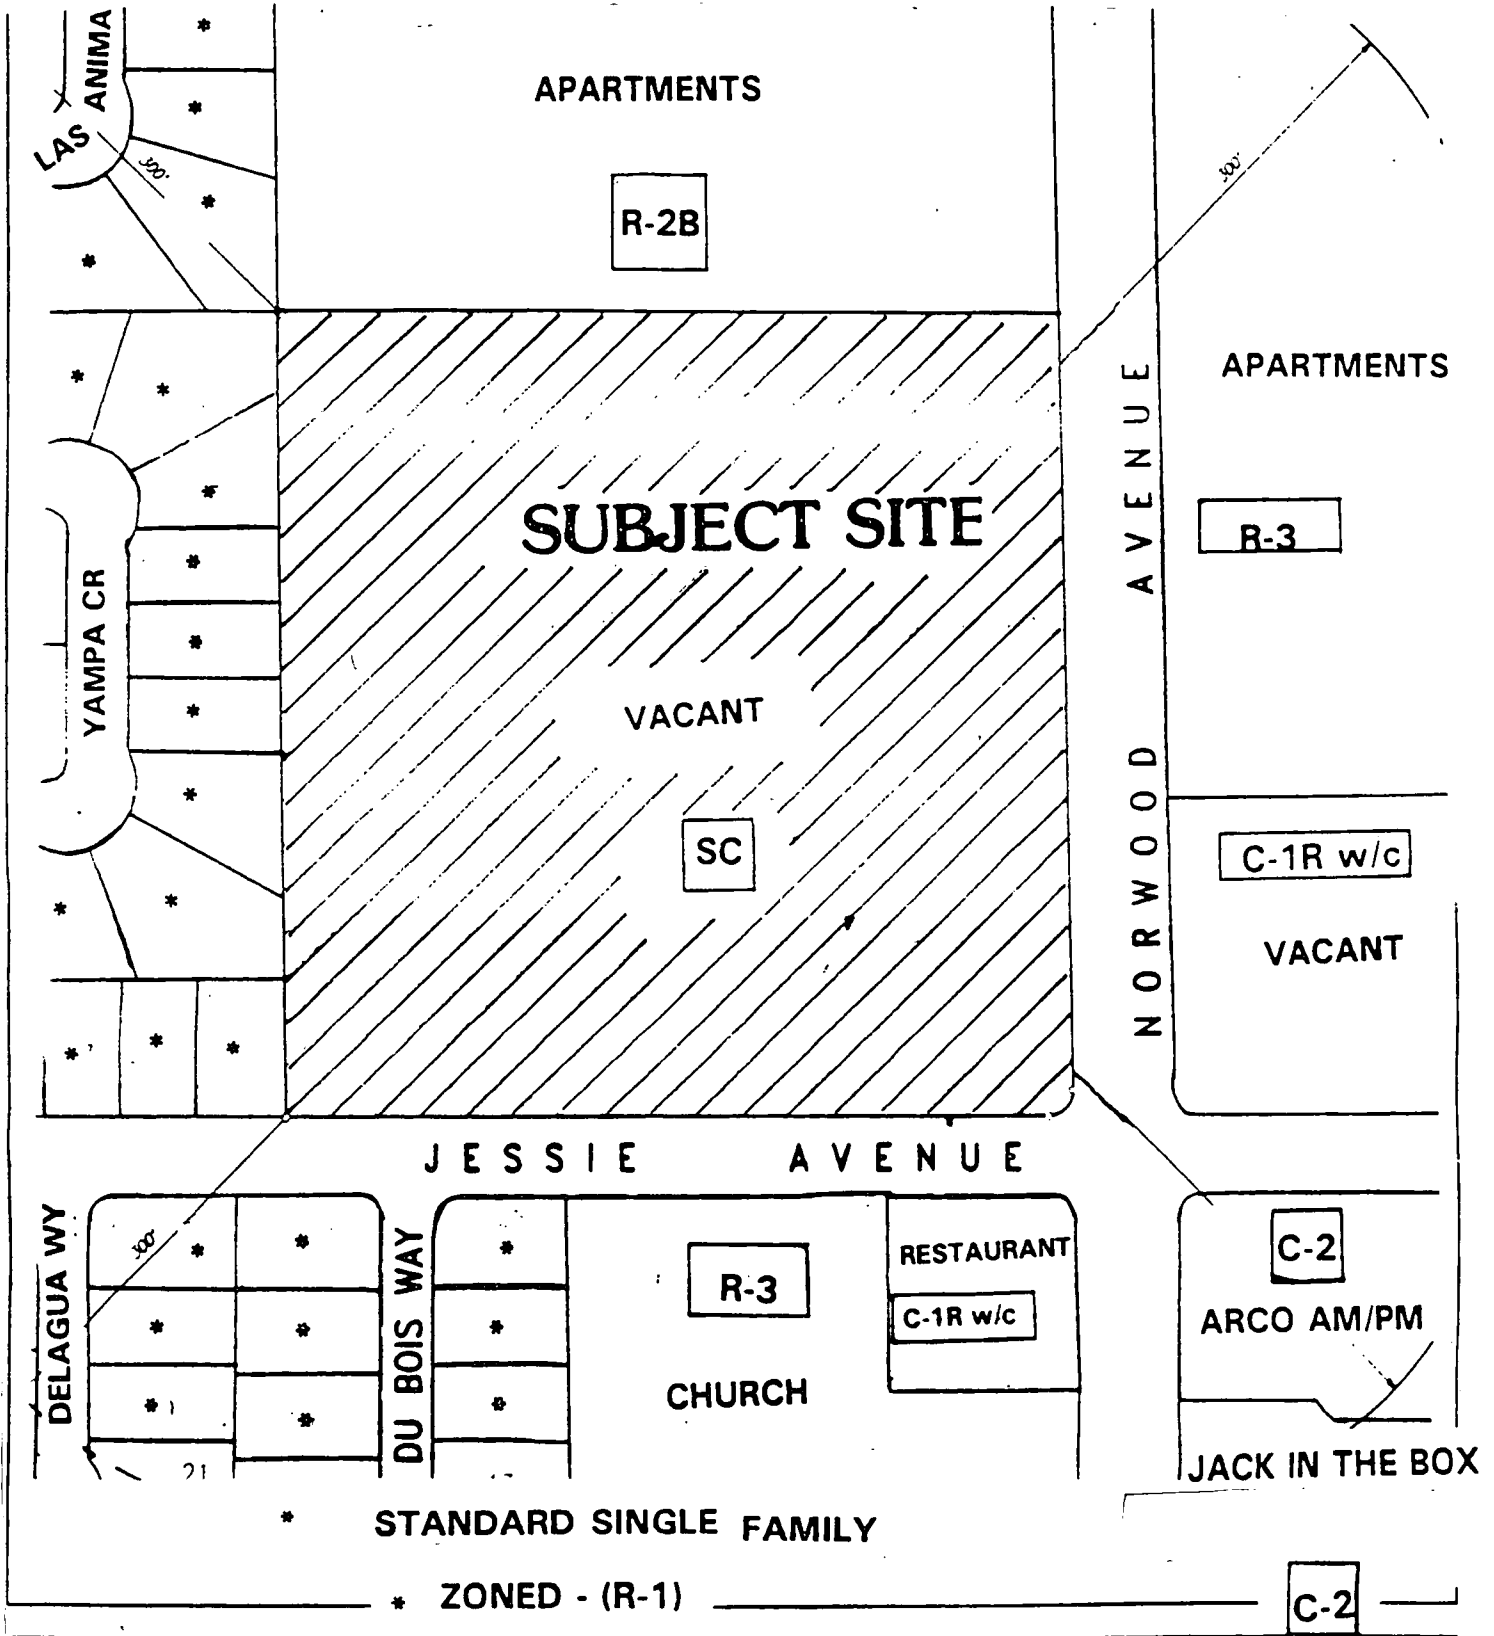 LAS ANIMA
300'
APARTMENTS
R-2B
300'
APARTMENTS
R-3
SUBJECT SITE
VACANT
SC
YAMPA CR
NORWOOD AVENUE
C-1R w/c
VACANT
JESSIE AVENUE
DELAGUA WY
300'
DU BOIS WAY
R-3
CHURCH
RESTAURANT
C-1R w/c
C-2
ARCO AM/PM
JACK IN THE BOX
21
* STANDARD SINGLE FAMILY
* ZONED - (R-1)
C-2